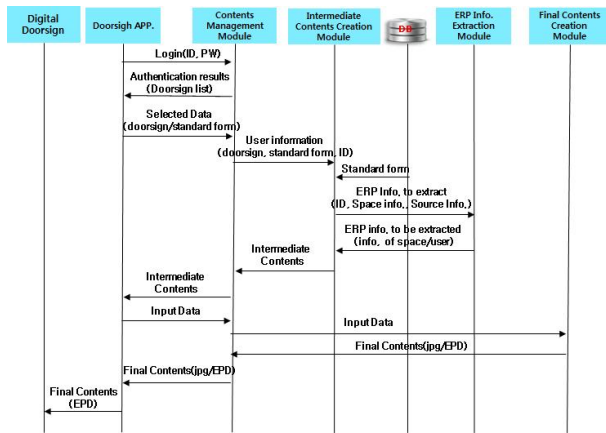 Digital
Doorsign
Doorsigh APP.
Contents
Management
Module
Intermediate
Contents Creation
Module
DB
ERP Info.
Extraction
Module
Final Contents
Creation Module
Login(ID, PW)
Authentication results
(Doorsign list)
Selected Data
(doorsign/standard form)
User information
(doorsign, standard form, ID)
Standard form
ERP Info. to extract
(ID, Space info., Source Info.)
ERP info. to be extracted
(info. of space/user)
Intermediate
Contents
Intermediate
Contents
Input Data
Input Data
Final Contents(jpg/EPD)
Final Contents(jpg/EPD)
Final Contents
(EPD)